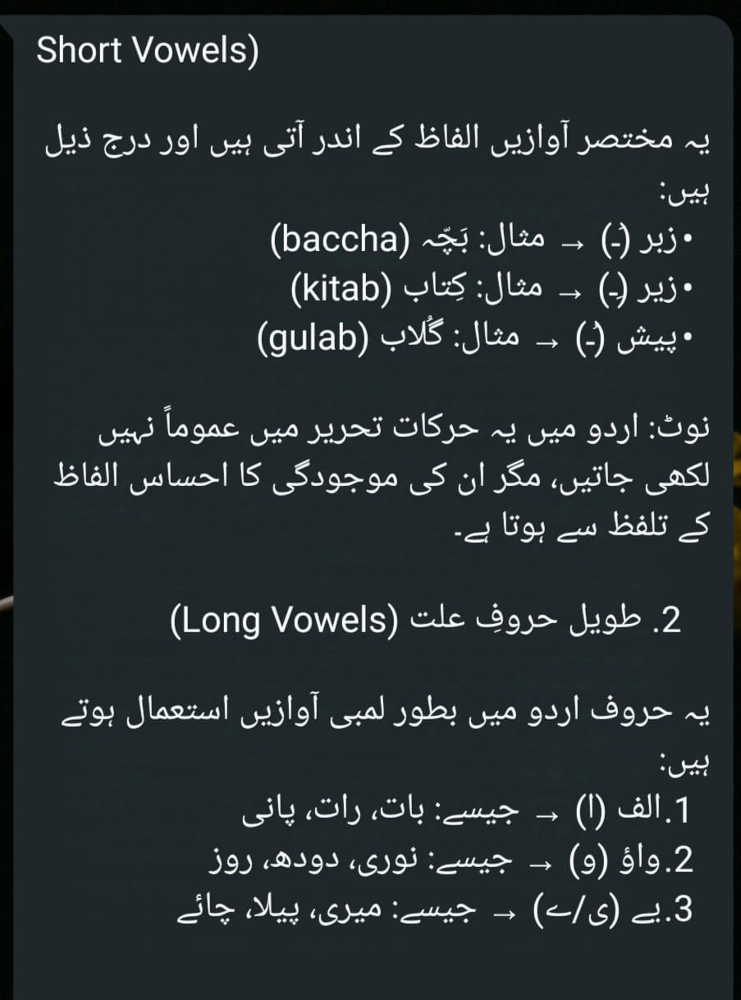 Short Vowels)
یہ مختصر آوازیں الفاظ کے اندر آتی ہیں اور درج ذیل
ہیں:
•زبر (ـَ) → مثال: بَچّہ (baccha)
•زیر (ـِ) → مثال: کِتاب (kitab)
•پیش (ـُ) → مثال: گُلاب (gulab)
نوٹ: اردو میں یہ حرکات تحریر میں عموماً نہیں
لکھی جاتیں، مگر ان کی موجودگی کا احساس الفاظ
کے تلفظ سے ہوتا ہے۔
2. طویل حروفِ علت (Long Vowels)
یہ حروف اردو میں بطور لمبی آوازیں استعمال ہوتے
ہیں:
1.الف (ا) → جیسے: بات، رات، پانی
2.واؤ (و) → جیسے: نوری، دودھ، روز
3.یے (ی/ے) → جیسے: میری، پیلا، چائے